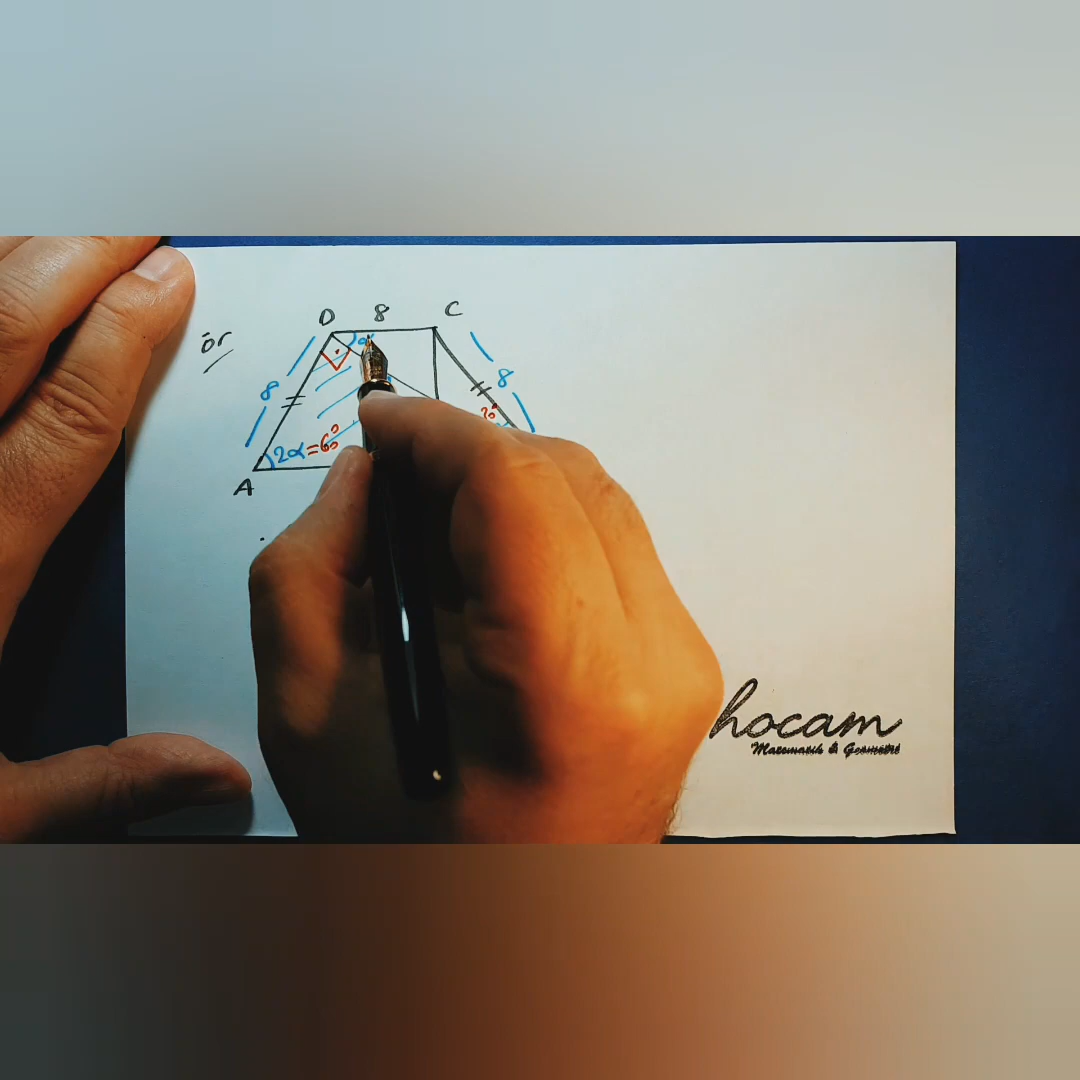 ör
D 8 C
α
8
8
2α=60°
A
hocam
Matematik & Geometri